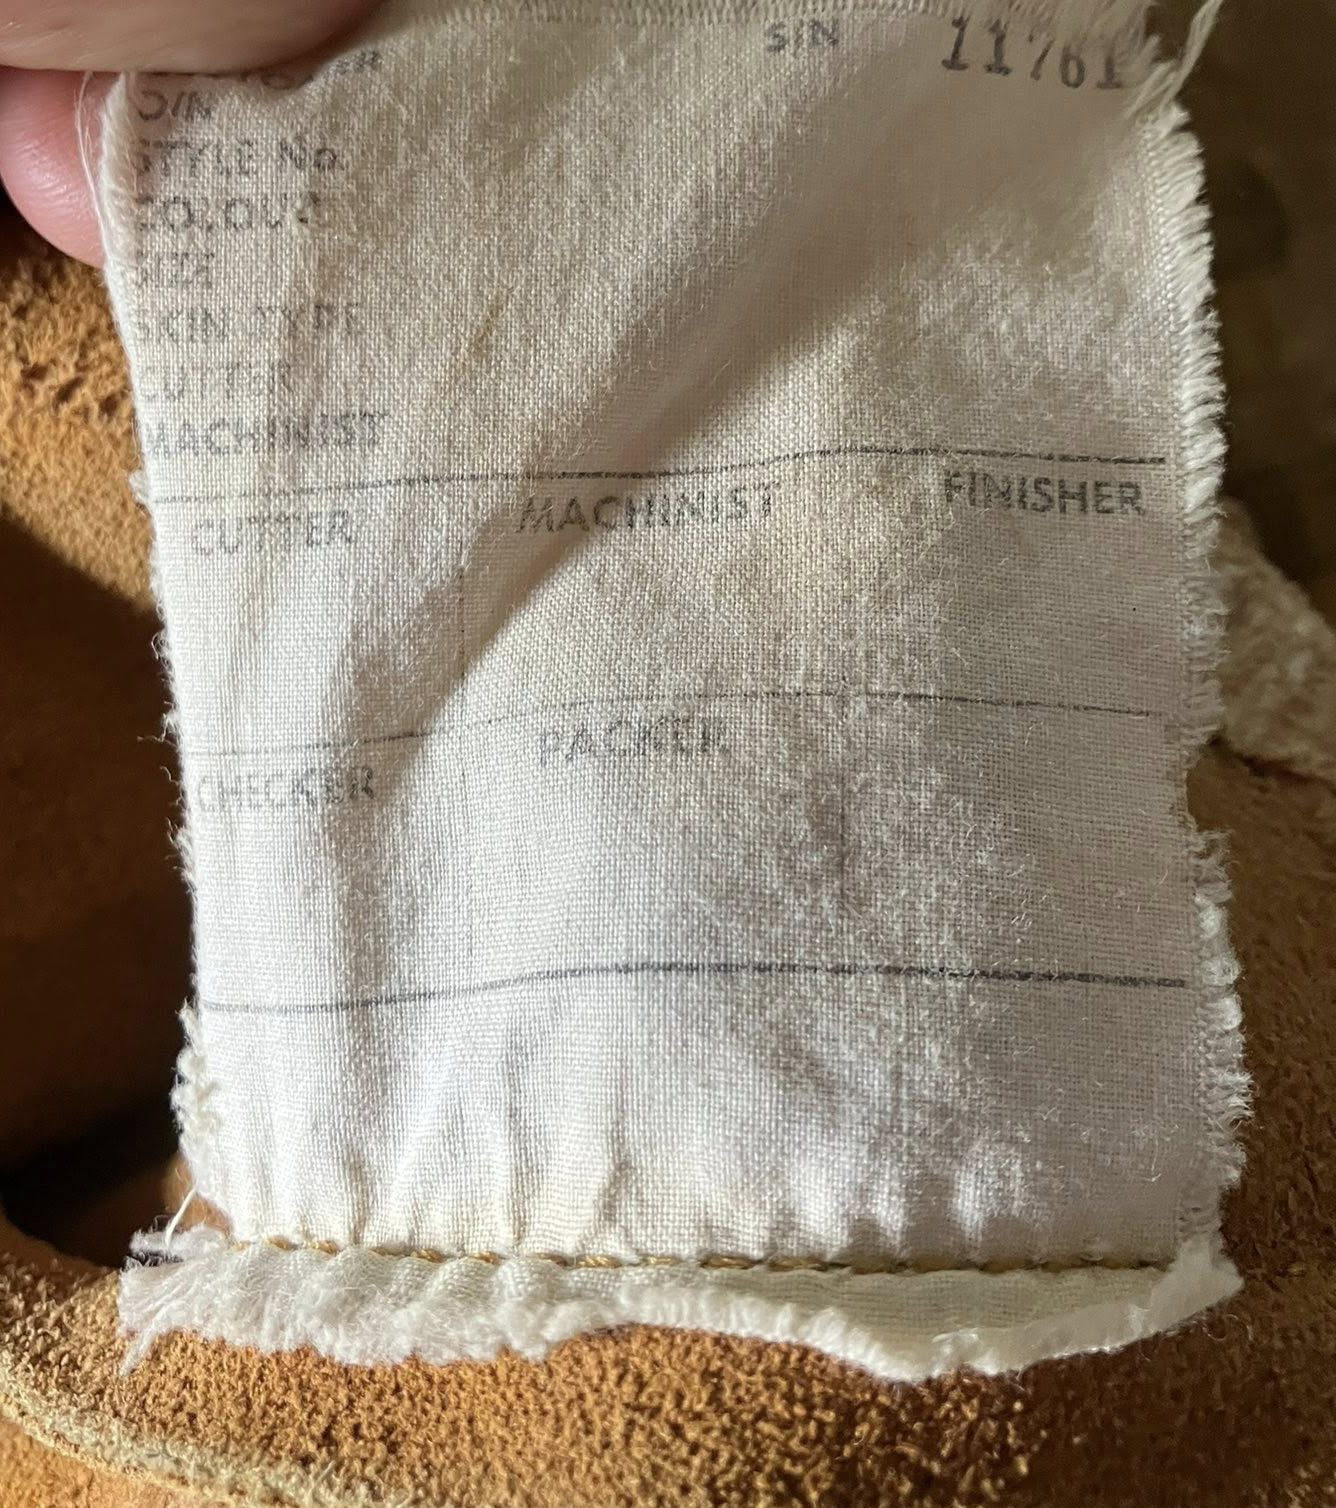 S/N 11761
O/N
STYLE No.
COLOUR
SIZE
SKIN TYPE
CUTTER
MACHINIST
CUTTER MACHINIST FINISHER
CHECKER PACKER